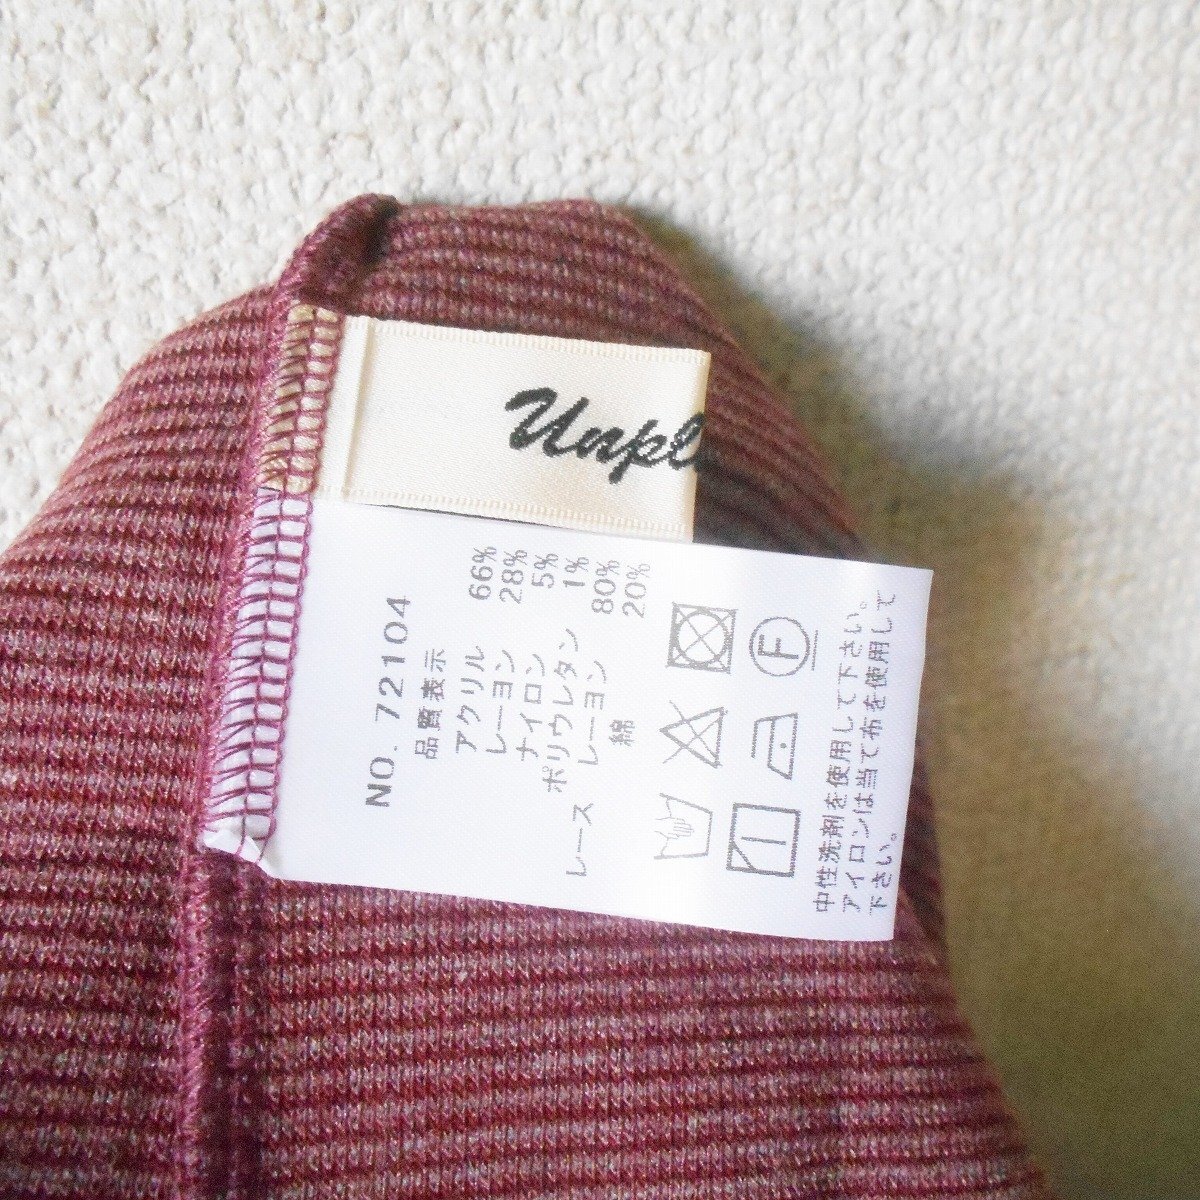 Unpl
NO. 72104
品質表示
アクリル 66%
レーヨン 28%
ナイロン 5%
ポリウレタン 1%
レース レーヨン 80%
綿 20%
F
中性洗剤を使用して下さい。
アイロンは当て布を使用して
下さい。